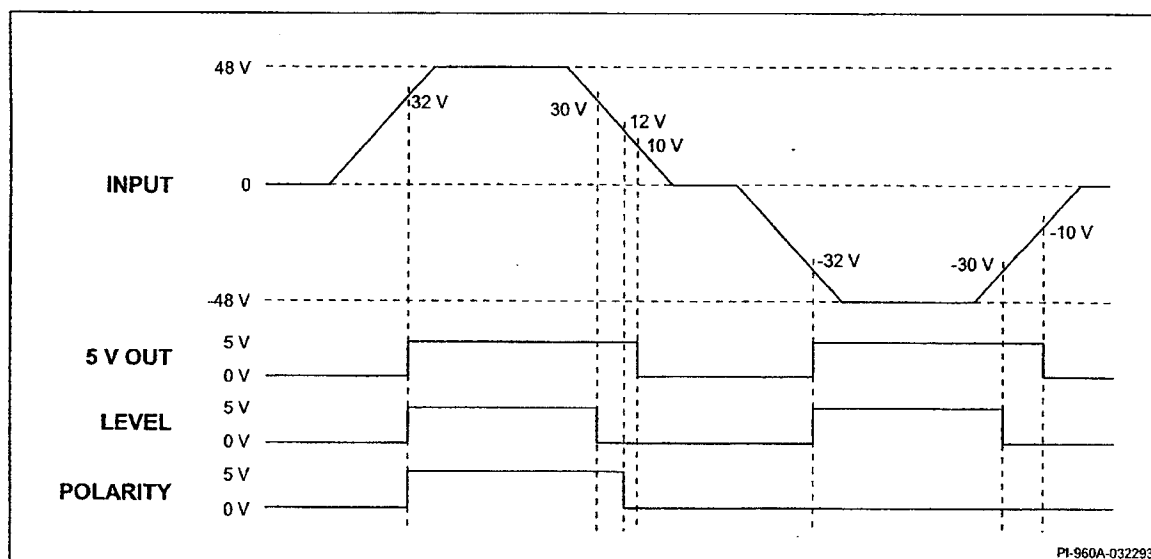 48 V
32 V
30 V
12 V
10 V
INPUT
0
-10 V
-32 V
-30 V
-48 V
5 V OUT
5 V
0 V
LEVEL
5 V
0 V
POLARITY
5 V
0 V
PI-960A-032293